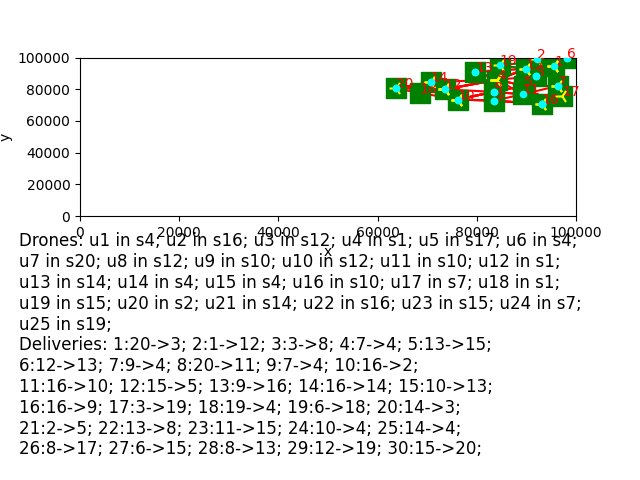 100000
80000
60000
40000
20000
0
y
0 20000 40000 60000 80000 100000
x
2
6
19
Drones: u1 in s4; u2 in s16; u3 in s12; u4 in s1; u5 in s17; u6 in s4;
u7 in s20; u8 in s12; u9 in s10; u10 in s12; u11 in s10; u12 in s1;
u13 in s14; u14 in s4; u15 in s4; u16 in s10; u17 in s7; u18 in s1;
u19 in s15; u20 in s2; u21 in s14; u22 in s16; u23 in s15; u24 in s7;
u25 in s19;
Deliveries: 1:20->3; 2:1->12; 3:3->8; 4:7->4; 5:13->15;
6:12->13; 7:9->4; 8:20->11; 9:7->4; 10:16->2;
11:16->10; 12:15->5; 13:9->16; 14:16->14; 15:10->13;
16:16->9; 17:3->19; 18:19->4; 19:6->18; 20:14->3;
21:2->5; 22:13->8; 23:11->15; 24:10->4; 25:14->4;
26:8->17; 27:6->15; 28:8->13; 29:12->19; 30:15->20;